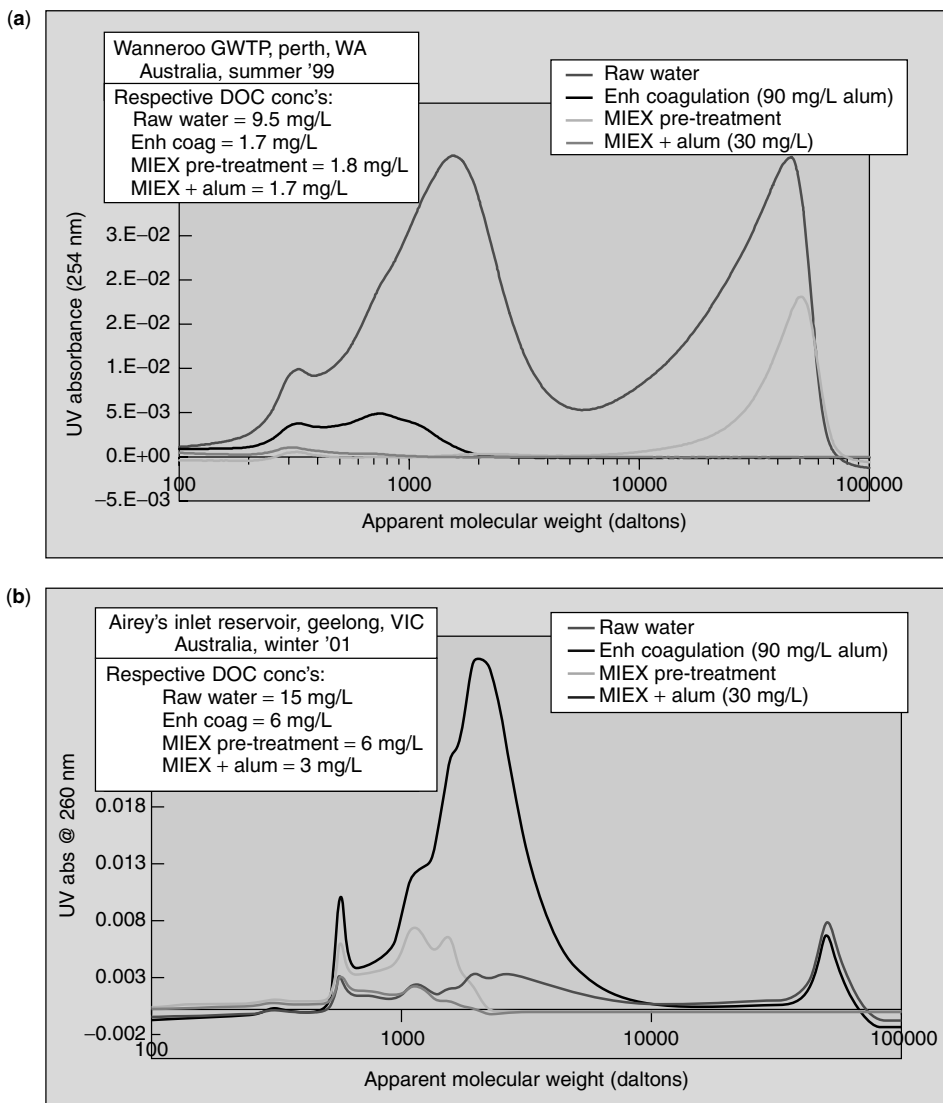 (a)
Wanneroo GWTP, perth, WA
Australia, summer '99
Respective DOC conc's:
Raw water = 9.5 mg/L
Enh coag = 1.7 mg/L
MIEX pre-treatment = 1.8 mg/L
MIEX + alum = 1.7 mg/L
Raw water
Enh coagulation (90 mg/L alum)
MIEX pre-treatment
MIEX + alum (30 mg/L)
UV absorbance (254 nm)
3.E–02
2.E–02
2.E–02
1.E–02
5.E–03
0.E+00
–5.E–03
100
1000
10000
100000
Apparent molecular weight (daltons)
(b)
Airey's inlet reservoir, geelong, VIC
Australia, winter '01
Respective DOC conc's:
Raw water = 15 mg/L
Enh coag = 6 mg/L
MIEX pre-treatment = 6 mg/L
MIEX + alum = 3 mg/L
Raw water
Enh coagulation (90 mg/L alum)
MIEX pre-treatment
MIEX + alum (30 mg/L)
UV abs @ 260 nm
0.018
0.013
0.008
0.003
–0.002
100
1000
10000
100000
Apparent molecular weight (daltons)